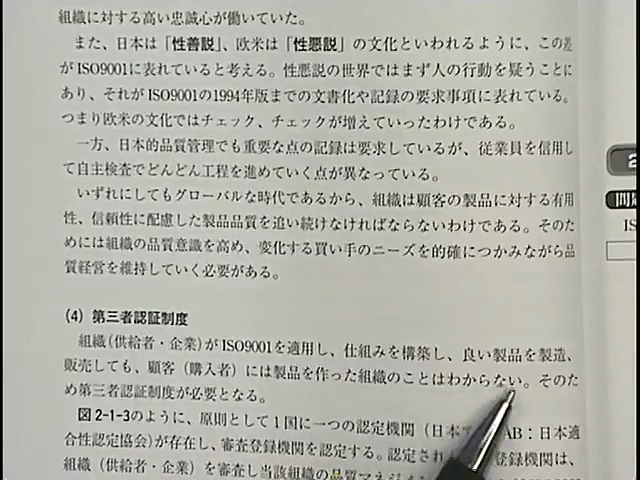 組織に対する高い忠誠心が働いていた。
また、日本は「性善説」、欧米は「性悪説」の文化といわれるように、この差
がISO9001に表れていると考える。性悪説の世界ではまず人の行動を疑うことに
あり、それがISO9001の1994年版までの文書化や記録の要求事項に表れている。
つまり欧米の文化ではチェック、チェックが増えていったわけである。
一方、日本的品質管理でも重要な点の記録は要求しているが、従業員を信用し
て自主検査でどんどん工程を進めていく点が異なっている。
いずれにしてもグローバルな時代であるから、組織は顧客の製品に対する有用
性、信頼性に配慮した製品品質を追い続けなければならないわけである。そのた
めには組織の品質意識を高め、変化する買い手のニーズを的確につかみながら品
質経営を維持していく必要がある。
(4) 第三者認証制度
組織（供給者・企業）がISO9001を適用し、仕組みを構築し、良い製品を製造、
販売しても、顧客（購入者）には製品を作った組織のことはわからない。そのた
め第三者認証制度が必要となる。
図2-1-3のように、原則として1国に一つの認定機関（日本で AB：日本適
合性認定協会）が存在し、審査登録機関を認定する。認定され 登録機関は、
組織（供給者・企業）を審査し当該組織の品質マネジ
2
問
IS